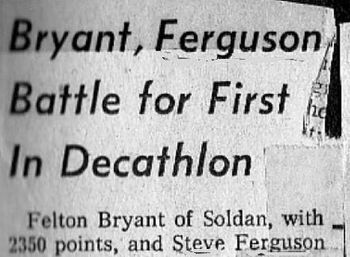 Bryant, Ferguson
Battle for First
In Decathlon
Felton Bryant of Soldan, with
2350 points, and Steve Ferguson